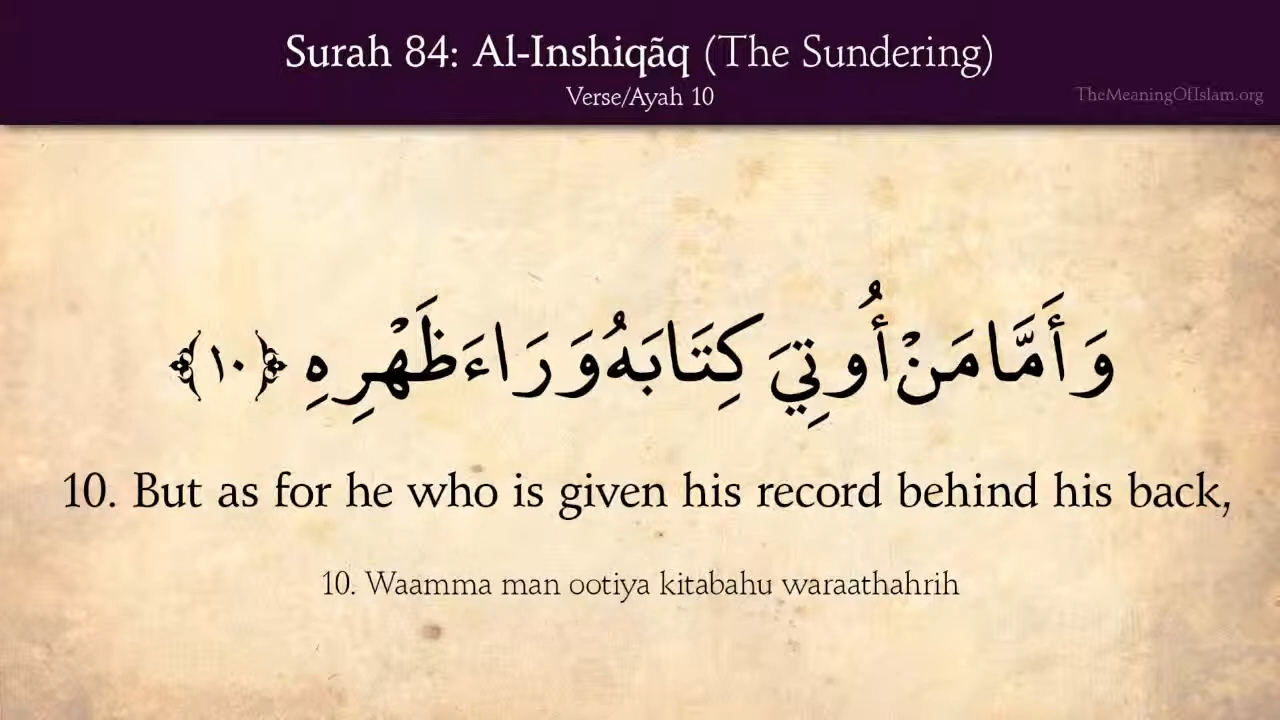 Surah 84: Al-Inshiqãq (The Sundering)
Verse/Ayah 10
TheMeaningOfIslam.org
وَأَمَّا مَنْ أُوتِيَ كِتَابَهُ وَرَاءَ ظَهْرِهِ ﴿١٠﴾
10. But as for he who is given his record behind his back,
10. Waamma man ootiya kitabahu waraathahrih